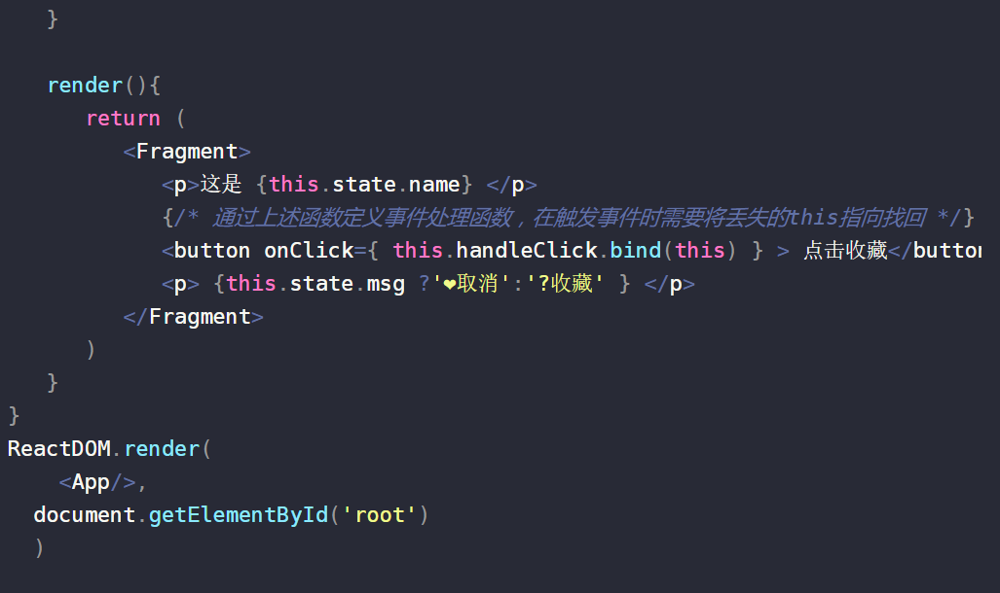 }
render(){
return (
<Fragment>
<p>这是 {this.state.name} </p>
{/* 通过上述函数定义事件处理函数，在触发事件时需要将丢失的this指向找回 */}
<button onClick={ this.handleClick.bind(this) } > 点击收藏</button
<p> {this.state.msg ?'❤取消':'?收藏' } </p>
</Fragment>
)
}
}
ReactDOM.render(
<App/>,
document.getElementById('root')
)